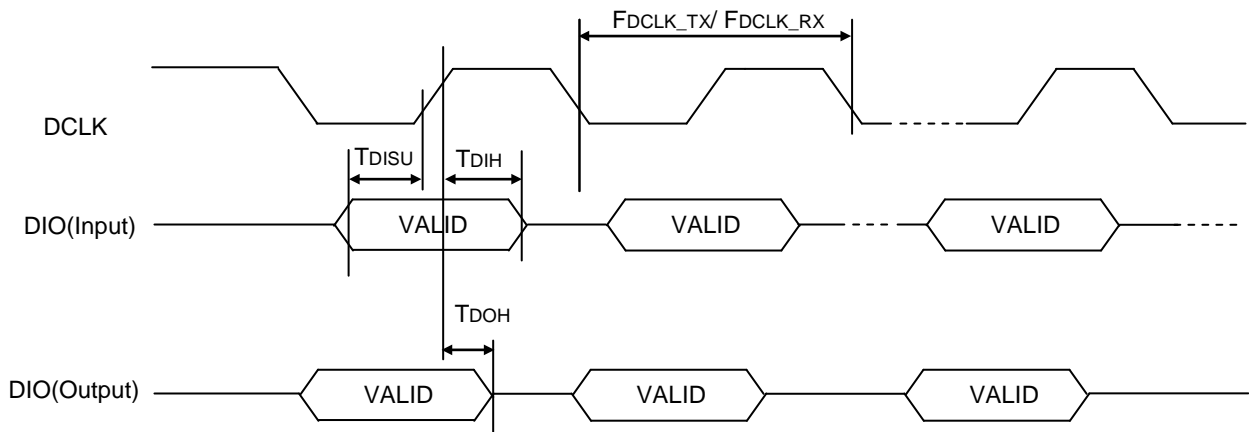 FDCLK_TX/ FDCLK_RX
DCLK
TDISU TDIH
DIO(Input) VALID VALID VALID
TDOH
DIO(Output) VALID VALID VALID